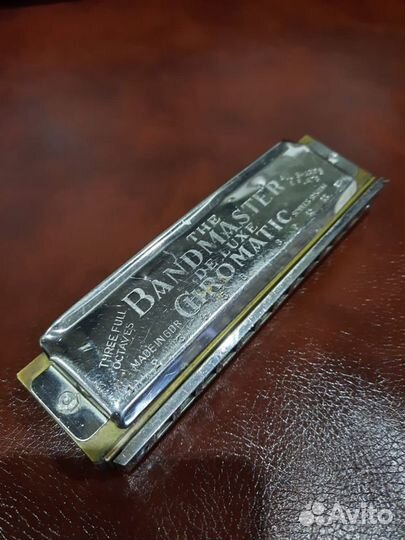 THE
BANDMASTER
DE LUXE
CHROMATIC
THREE FULL
OCTAVES
MADE IN GDR
Avito